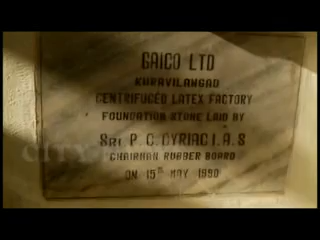 GAICO LTD
KURAVILANGAD
CENTRIFUGED LATEX FACTORY
FOUNDATION STONE LAID BY
SRI P. C. CYRIAC I.A.S
CHAIRMAN RUBBER BOARD
ON 15TH MAY 1990